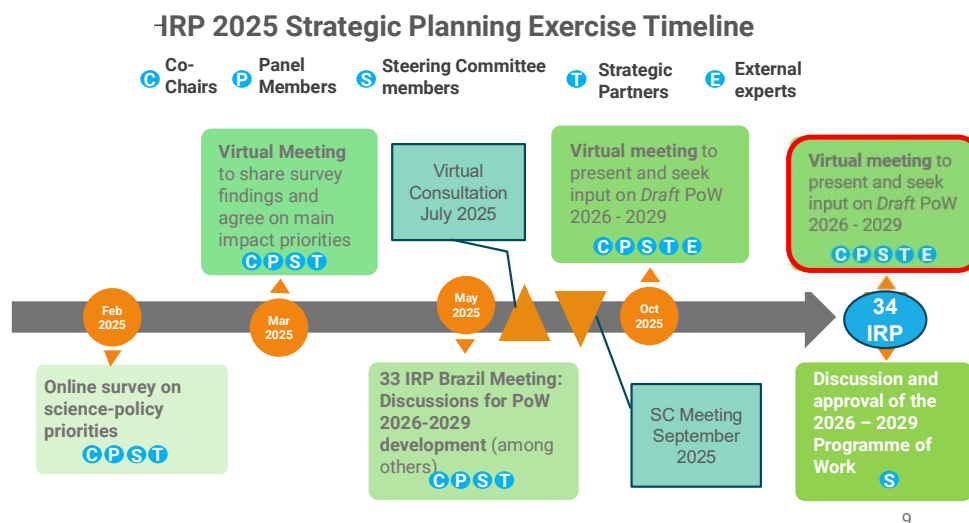 IRP 2025 Strategic Planning Exercise Timeline
C Co-
Chairs
P Panel
Members
S Steering Committee
members
T Strategic
Partners
E External
experts
Virtual Meeting
to share survey
findings and
agree on main
impact priorities
C P S T
Virtual
Consultation
July 2025
Virtual meeting to
present and seek
input on Draft PoW
2026 - 2029
C P S T E
Virtual meeting to
present and seek
input on Draft PoW
2026 - 2029
C P S T E
Feb
2025
Mar
2025
May
2025
Oct
2025
34
IRP
Online survey on
science-policy
priorities
C P S T
33 IRP Brazil Meeting:
Discussions for PoW
2026-2029
development (among
others)
C P S T
SC Meeting
September
2025
Discussion and
approval of the
2026 – 2029
Programme of
Work
S
9